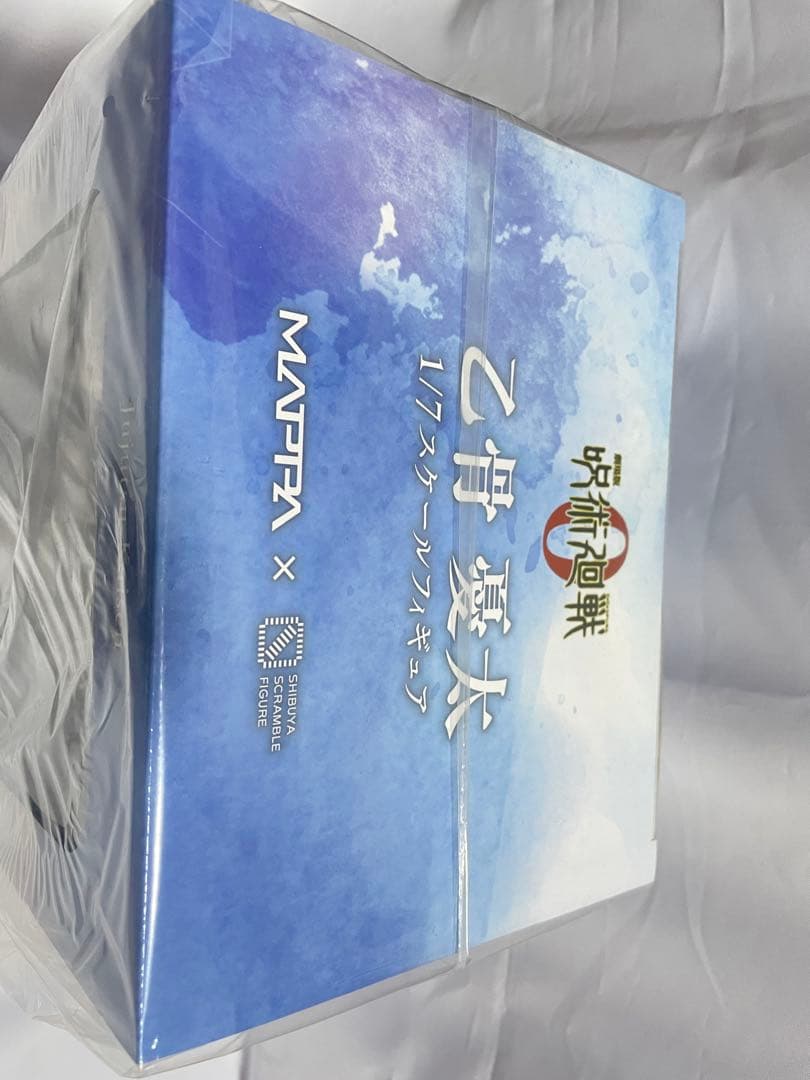 劇場版
呪術廻戦
0
乙骨 憂太
1/7スケールフィギュア
MAPPA ×
SHIBUYA
SCRAMBLE
FIGURE